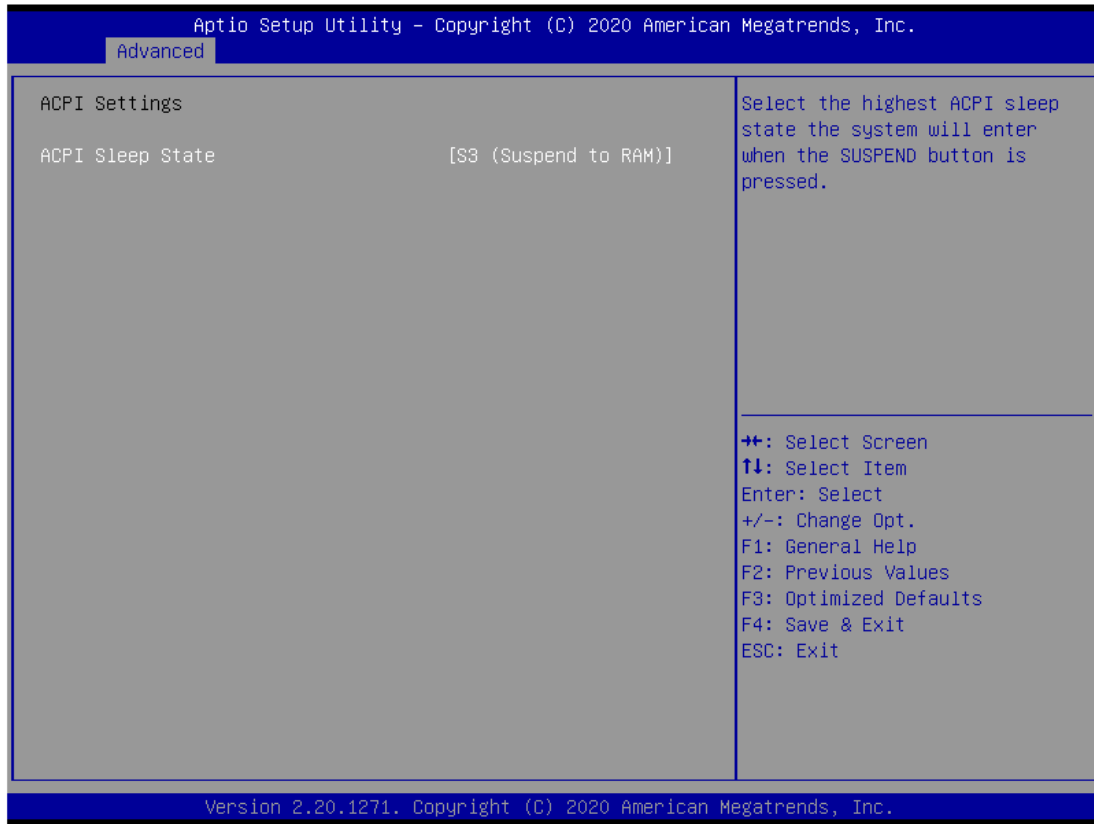 Aptio Setup Utility – Copyright (C) 2020 American Megatrends, Inc.
Advanced
ACPI Settings
ACPI Sleep State [S3 (Suspend to RAM)]
Select the highest ACPI sleep
state the system will enter
when the SUSPEND button is
pressed.
→←: Select Screen
↑↓: Select Item
Enter: Select
+/-: Change Opt.
F1: General Help
F2: Previous Values
F3: Optimized Defaults
F4: Save & Exit
ESC: Exit
Version 2.20.1271. Copyright (C) 2020 American Megatrends, Inc.